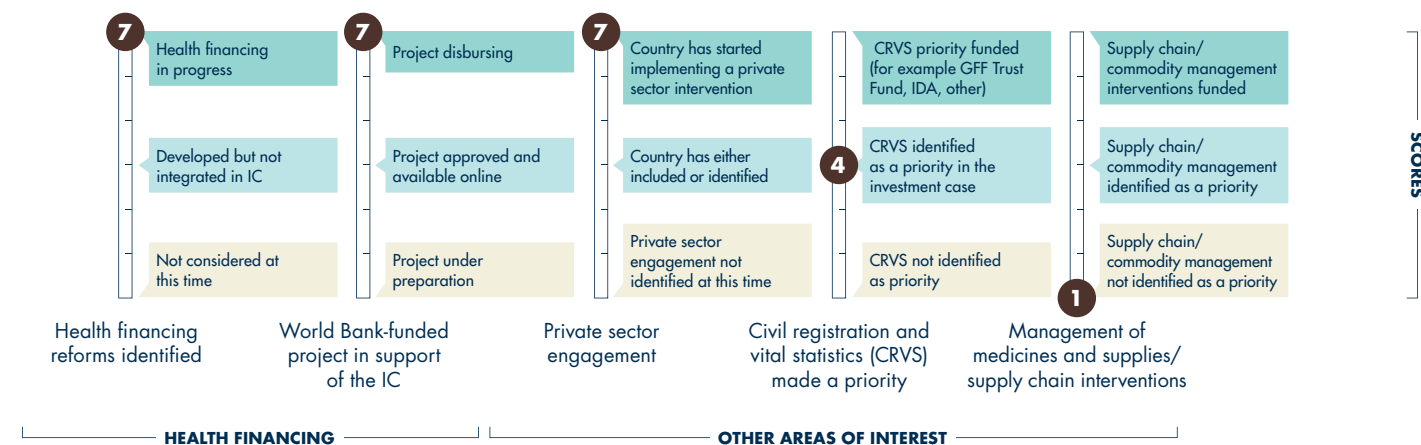 7
Health financing
in progress
Developed but not
integrated in IC
Not considered at
this time
Health financing
reforms identified
7
Project disbursing
Project approved and
available online
Project under
preparation
World Bank-funded
project in support
of the IC
7
Country has started
implementing a private
sector intervention
Country has either
included or identified
Private sector
engagement not
identified at this time
Private sector
engagement
CRVS priority funded
(for example GFF Trust
Fund, IDA, other)
4
CRVS identified
as a priority in the
investment case
CRVS not identified
as priority
Civil registration and
vital statistics (CRVS)
made a priority
Supply chain/
commodity management
interventions funded
Supply chain/
commodity management
identified as a priority
Supply chain/
commodity management
not identified as a priority
1
Management of
medicines and supplies/
supply chain interventions
SCORES
HEALTH FINANCING
OTHER AREAS OF INTEREST